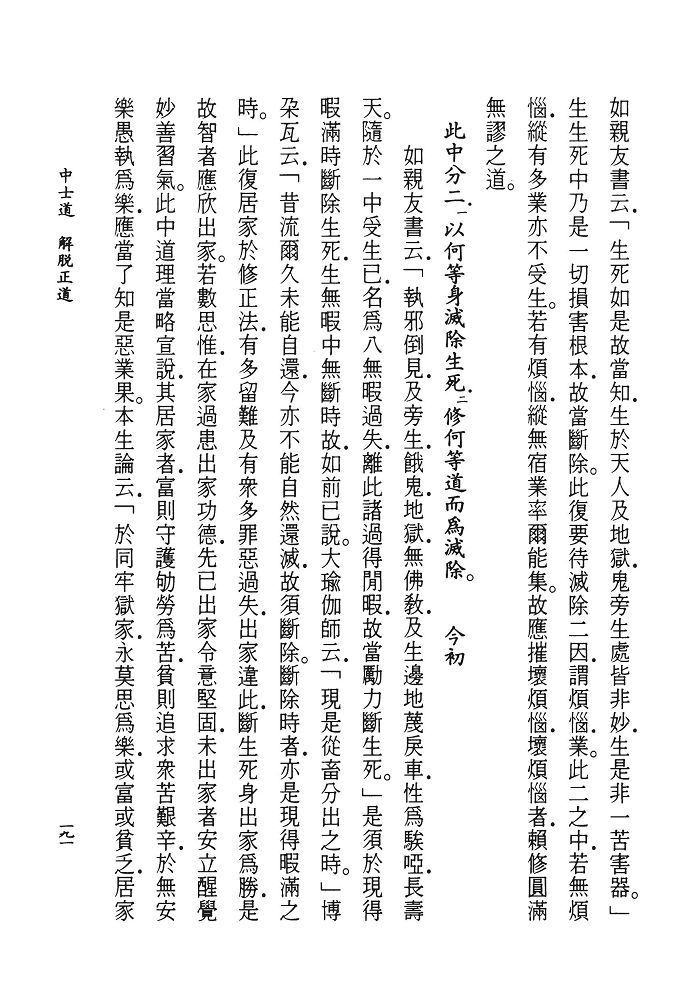 如親友書云、「生死如是故當知、生於天人及地獄、鬼旁生處皆非妙、生是非一苦害器。」
生生死中乃是一切損害根本、故當斷除。此復要待滅除二因、謂煩惱業。此二之中、若無煩
惱、縱有多業亦不受生。若有煩惱、縱無宿業率爾能集。故應摧壞煩惱、壞煩惱者、賴修圓滿
無謬之道。
此中分二、一以何等身滅除生死、二修何等道而爲滅除。　今初
如親友書云、「執邪倒見、及旁生、餓鬼、地獄、無佛教、及生邊地蔑戾車、性爲騃啞、長壽
天。隨於一中受生已、名爲八無暇過失、離此諸過得閒暇、故當勵力斷生死。」是須於現得
暇滿時斷除生死、生無暇中無斷時故、如前已說。大瑜伽師云、「現是從畜分出之時。」博
朶瓦云、「昔流爾久未能自還、今亦不能自然還滅、故須斷除。斷除時者、亦是現得暇滿之
時。」此復居家於修正法、有多留難及有衆多罪惡過失、出家違此、斷生死身出家爲勝、是
故智者應欣出家。若數思惟、在家過患出家功德、先已出家令意堅固、未出家者安立醒覺
妙善習氣。此中道理當略宣說、其居家者、富則守護劬勞爲苦、貧則追求衆苦艱辛、於無安
樂愚執爲樂、應當了知是惡業果。本生論云、「於同牢獄家、永莫思爲樂、或富或貧乏、居家
中士道　解脫正道
一九一